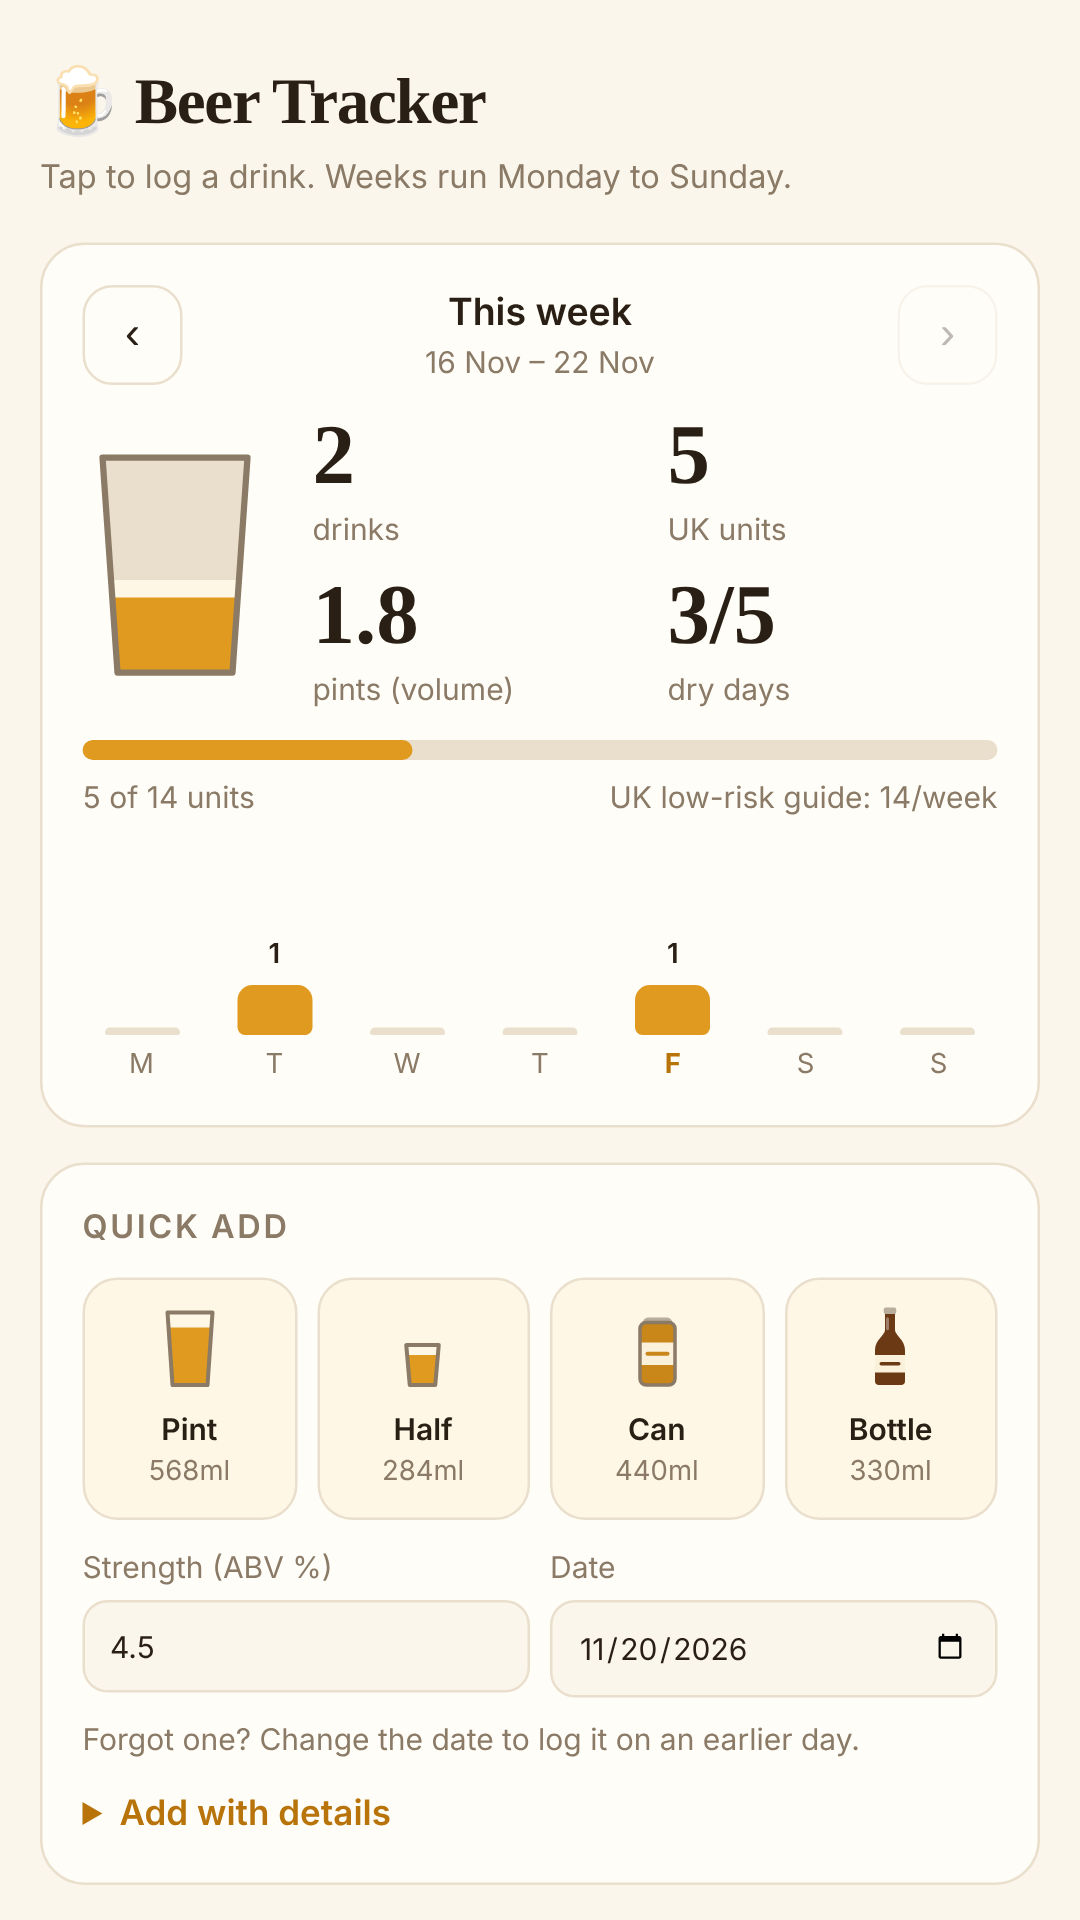 Beer Tracker
Tap to log a drink. Weeks run Monday to Sunday.
‹
This week
16 Nov – 22 Nov
›
2
drinks
5
UK units
1.8
pints (volume)
3/5
dry days
5 of 14 units
UK low-risk guide: 14/week
1
1
M T W T F S S
QUICK ADD
Pint
568ml
Half
284ml
Can
440ml
Bottle
330ml
Strength (ABV %)
4.5
Date
11/20/2026
Forgot one? Change the date to log it on an earlier day.
Add with details